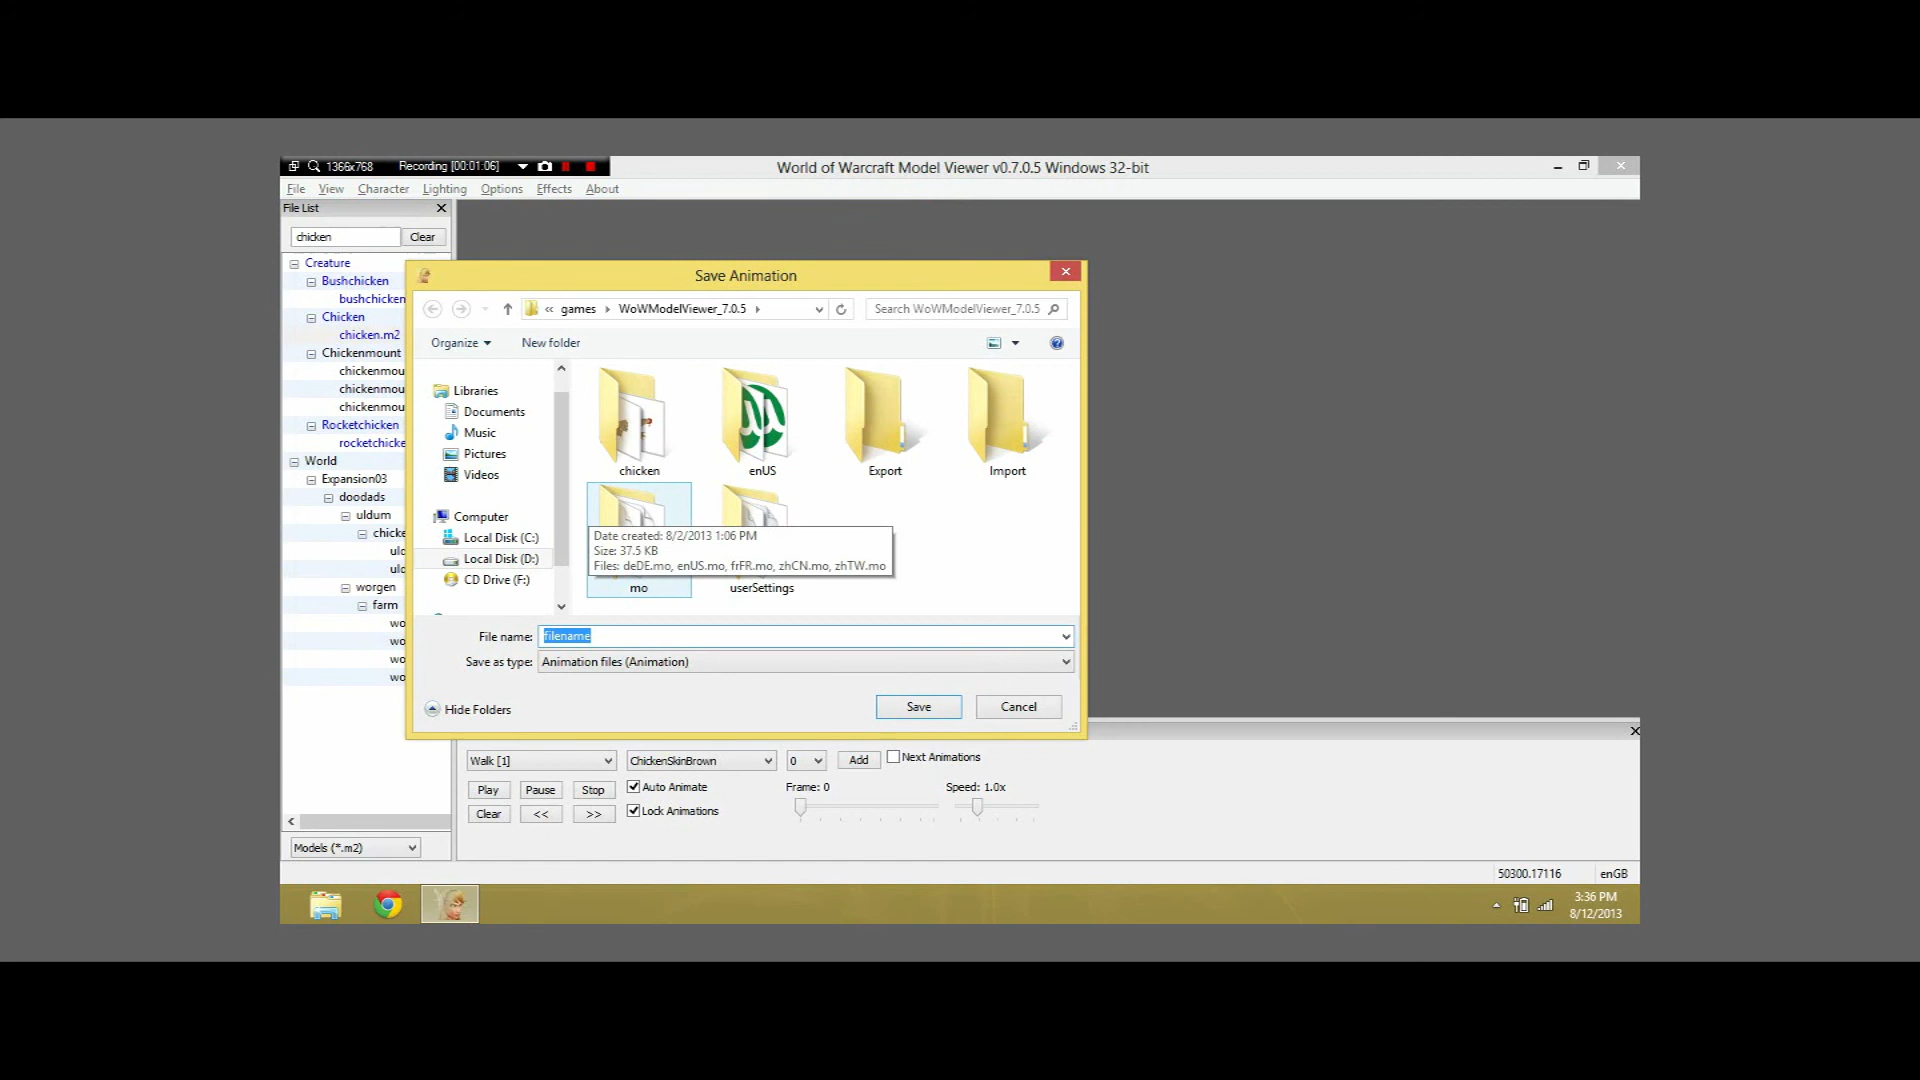 1366x768 Recording [00:01:06]
World of Warcraft Model Viewer v0.7.0.5 Windows 32-bit
File View Character Lighting Options Effects About
File List
chicken Clear
Creature
Bushchicken
bushchicken
Chicken
chicken.m2
Chickenmount
chickenmou
chickenmou
chickenmou
Rocketchicken
rocketchicke
World
Expansion03
doodads
uldum
chicke
ul
ul
worgen
farm
wo
wo
wo
wo
Models (*.m2)
Save Animation
« games WoWModelViewer_7.0.5
Search WoWModelViewer_7.0.5
Organize New folder
Libraries
Documents
Music
Pictures
Videos
Computer
Local Disk (C:)
Local Disk (D:)
CD Drive (F:)
chicken enUS Export Import
Date created: 8/2/2013 1:06 PM
Size: 37.5 KB
Files: deDE.mo, enUS.mo, frFR.mo, zhCN.mo, zhTW.mo
mo userSettings
File name: filename
Save as type: Animation files (Animation)
Hide Folders Save Cancel
Walk [1] ChickenSkinBrown 0 Add Next Animations
Play Pause Stop Auto Animate Frame: 0 Speed: 1.0x
Clear << >> Lock Animations
50300.17116 enGB
3:36 PM
8/12/2013